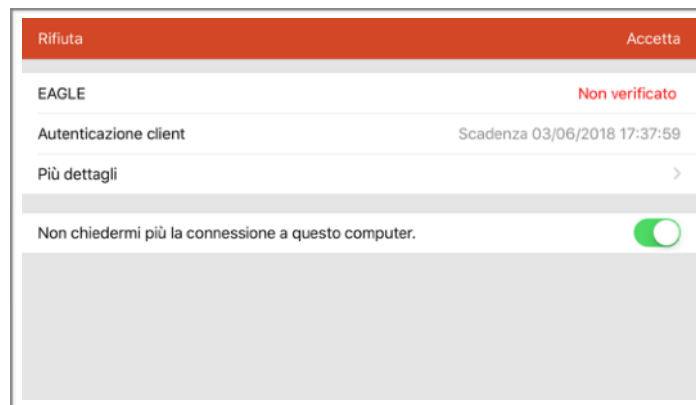 Rifiuta Accetta
EAGLE Non verificato
Autenticazione client Scadenza 03/06/2018 17:37:59
Più dettagli
Non chiedermi più la connessione a questo computer.